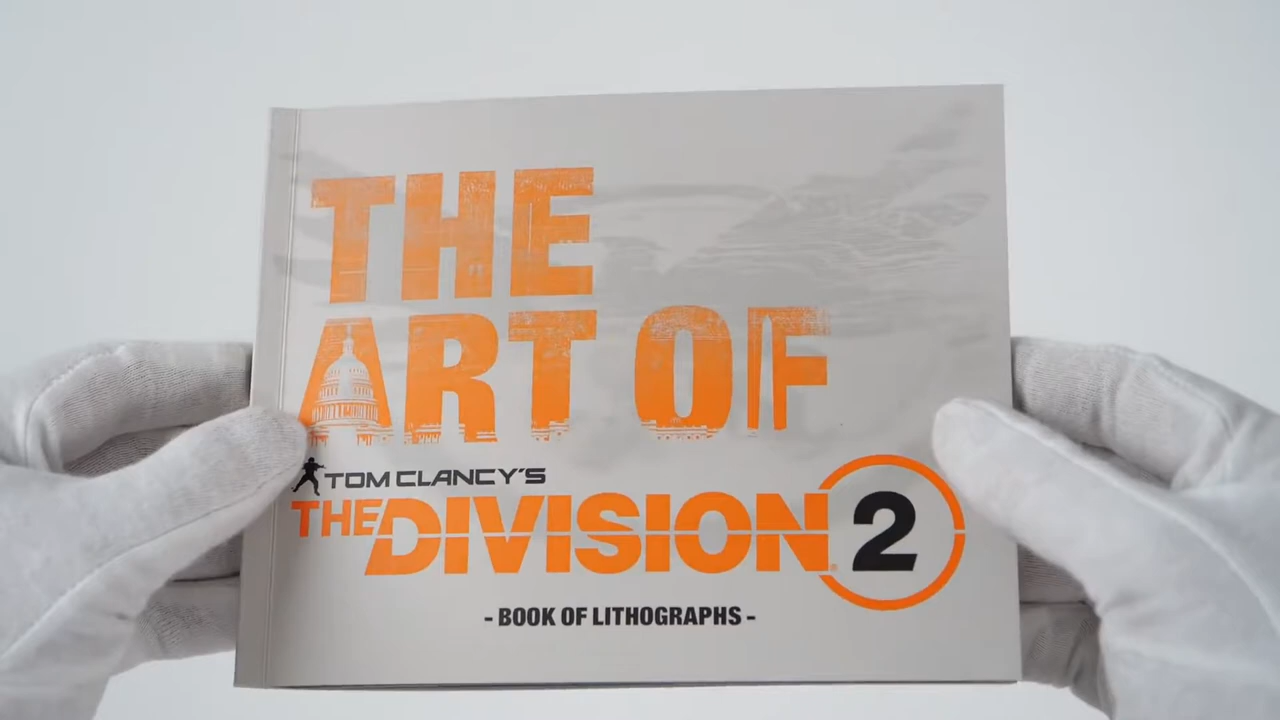 THE
ART OF
TOM CLANCY'S
THE DIVISION® 2
- BOOK OF LITHOGRAPHS -